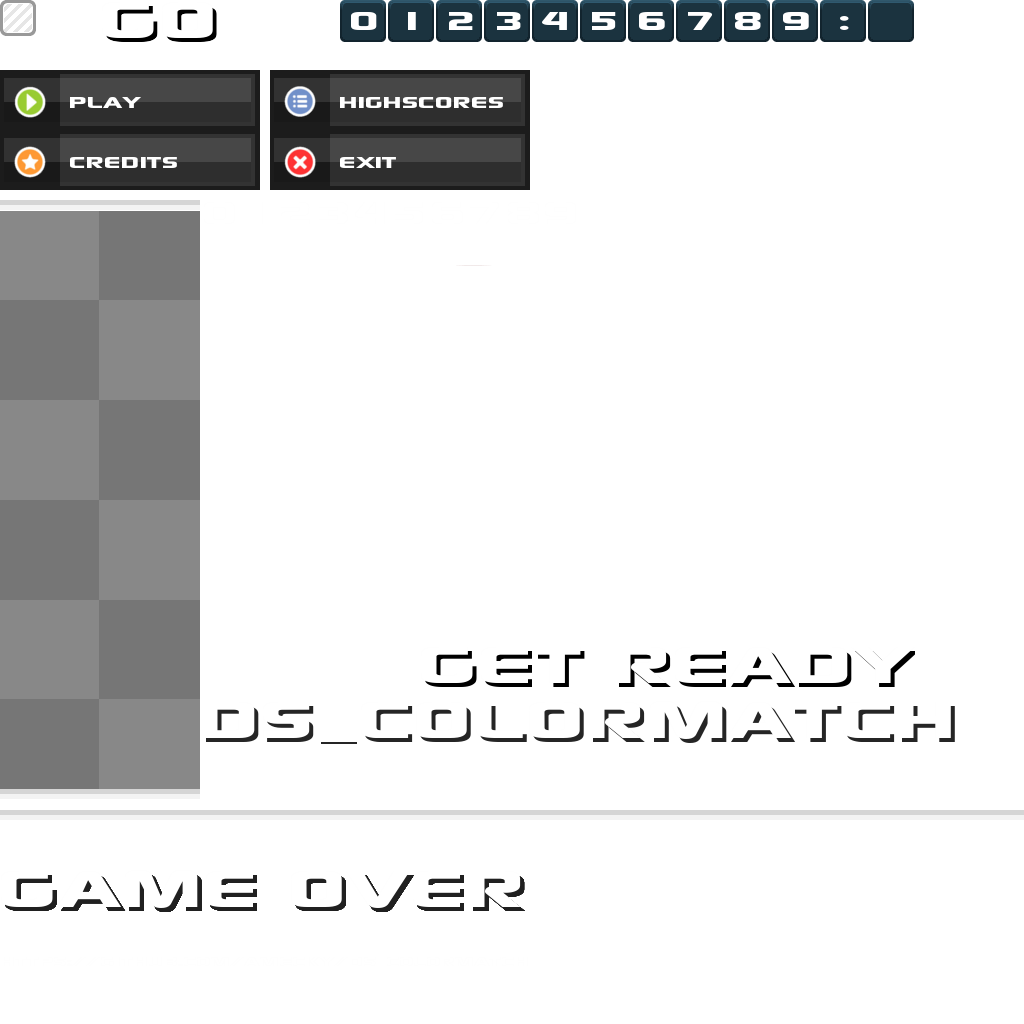 GO
0 1 2 3 4 5 6 7 8 9 :
PLAY
HIGHSCORES
CREDITS
EXIT
GET READY
DS_COLORMATCH
GAME OVER